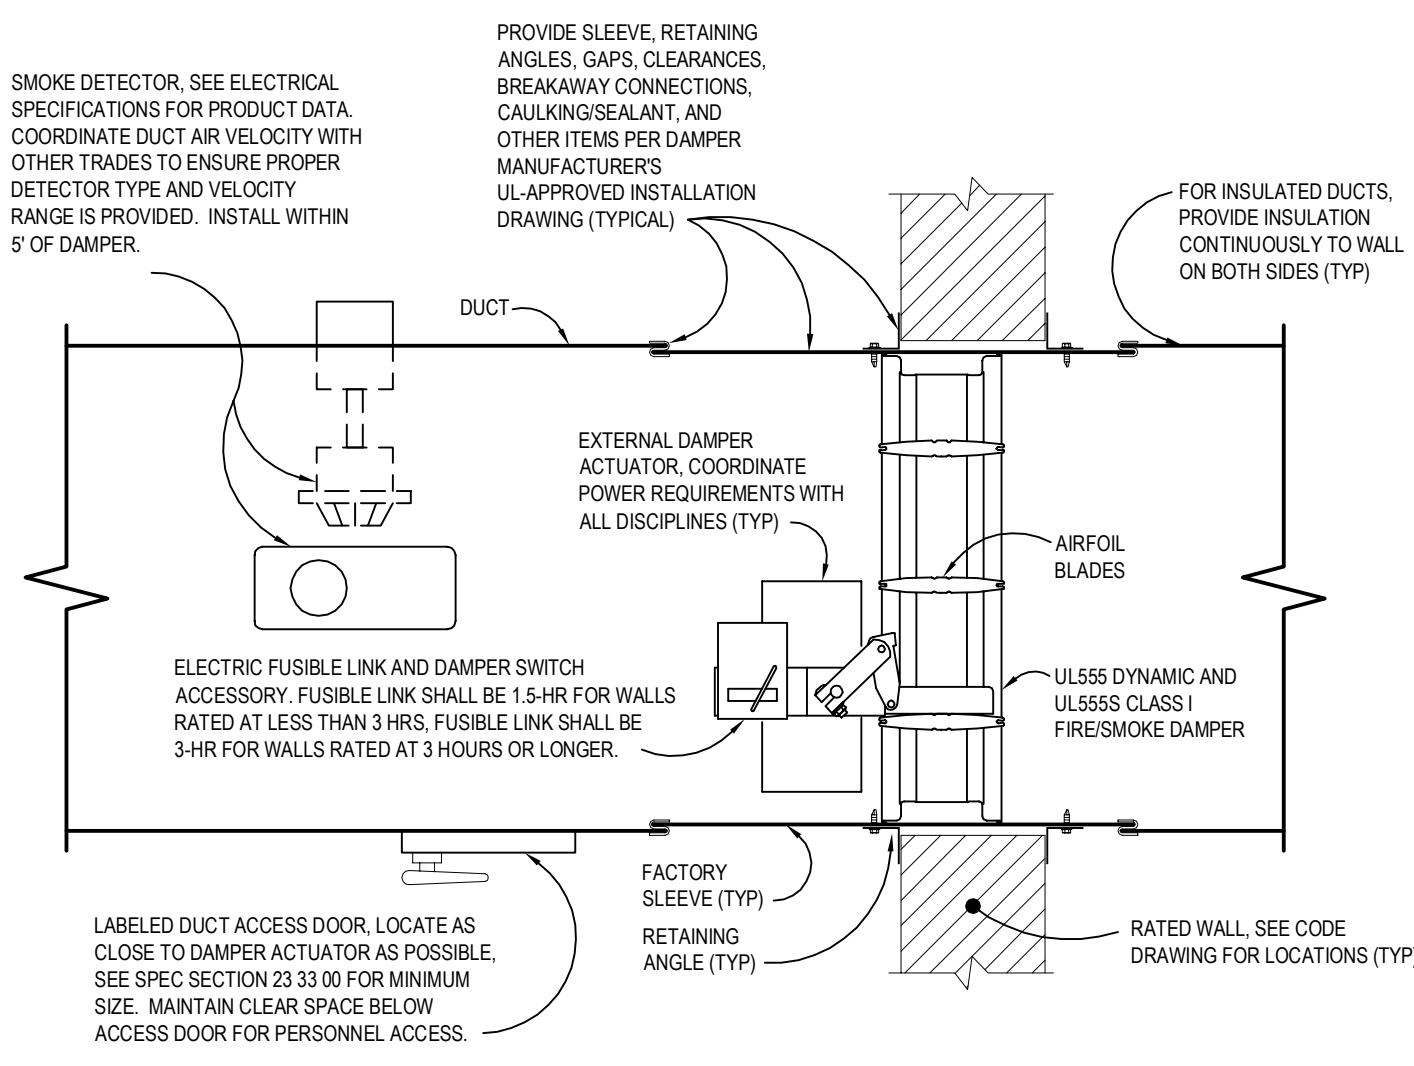 PROVIDE SLEEVE, RETAINING
ANGLES, GAPS, CLEARANCES,
BREAKAWAY CONNECTIONS,
CAULKING/SEALANT, AND
OTHER ITEMS PER DAMPER
MANUFACTURER'S
UL-APPROVED INSTALLATION
DRAWING (TYPICAL)
SMOKE DETECTOR, SEE ELECTRICAL
SPECIFICATIONS FOR PRODUCT DATA.
COORDINATE DUCT AIR VELOCITY WITH
OTHER TRADES TO ENSURE PROPER
DETECTOR TYPE AND VELOCITY
RANGE IS PROVIDED. INSTALL WITHIN
5' OF DAMPER.
FOR INSULATED DUCTS,
PROVIDE INSULATION
CONTINUOUSLY TO WALL
ON BOTH SIDES (TYP)
DUCT
EXTERNAL DAMPER
ACTUATOR, COORDINATE
POWER REQUIREMENTS WITH
ALL DISCIPLINES (TYP)
AIRFOIL
BLADES
ELECTRIC FUSIBLE LINK AND DAMPER SWITCH
ACCESSORY. FUSIBLE LINK SHALL BE 1.5-HR FOR WALLS
RATED AT LESS THAN 3 HRS, FUSIBLE LINK SHALL BE
3-HR FOR WALLS RATED AT 3 HOURS OR LONGER.
UL555 DYNAMIC AND
UL555S CLASS I
FIRE/SMOKE DAMPER
FACTORY
SLEEVE (TYP)
RETAINING
ANGLE (TYP)
LABELED DUCT ACCESS DOOR, LOCATE AS
CLOSE TO DAMPER ACTUATOR AS POSSIBLE,
SEE SPEC SECTION 23 33 00 FOR MINIMUM
SIZE. MAINTAIN CLEAR SPACE BELOW
ACCESS DOOR FOR PERSONNEL ACCESS.
RATED WALL, SEE CODE
DRAWING FOR LOCATIONS (TYP)